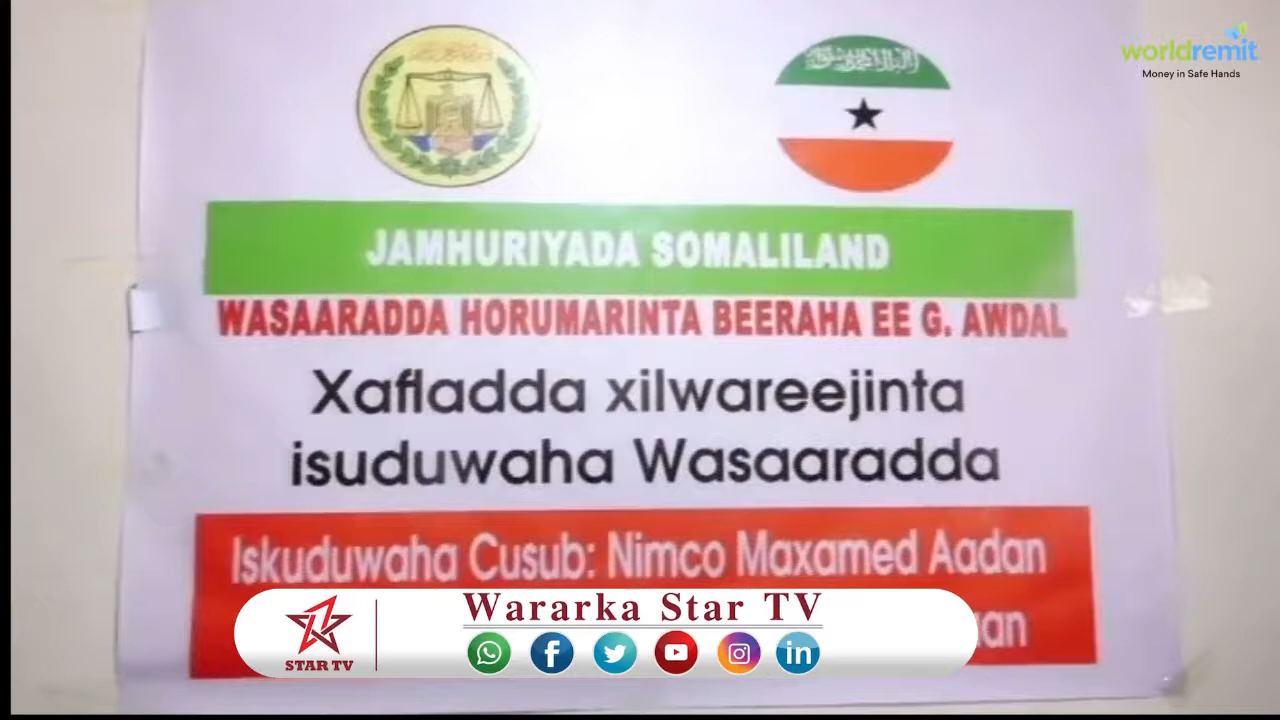 worldremit
Money in Safe Hands
JAMHURIYADA SOMALILAND
WASAARADDA HORUMARINTA BEERAHA EE G. AWDAL
Xafladda xilwareejinta
isuduwaha Wasaaradda
Iskuduwaha Cusub: Nimco Maxamed Aadan
Wararka Star TV
STAR TV